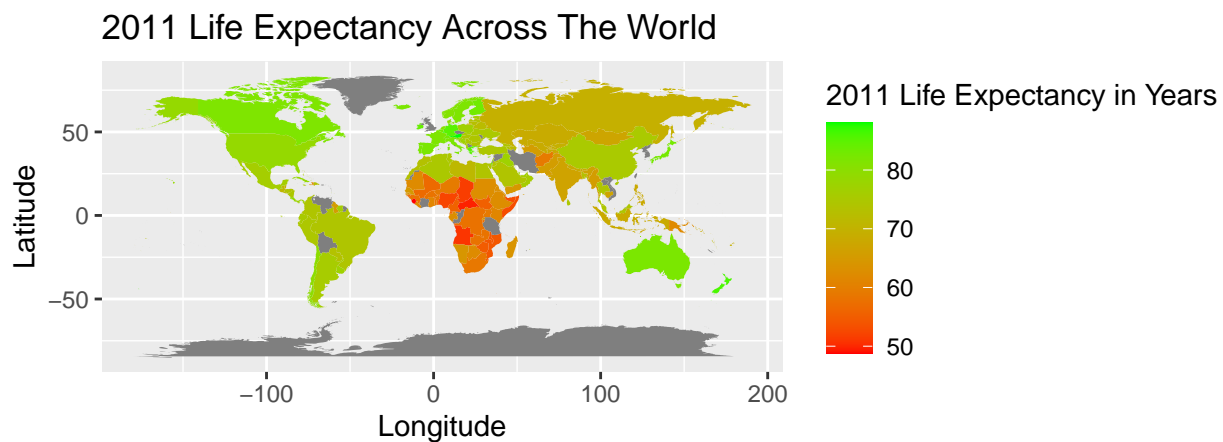 2011 Life Expectancy Across The World
2011 Life Expectancy in Years
80
70
60
50
Latitude
50
0
−50
−100
0
100
200
Longitude